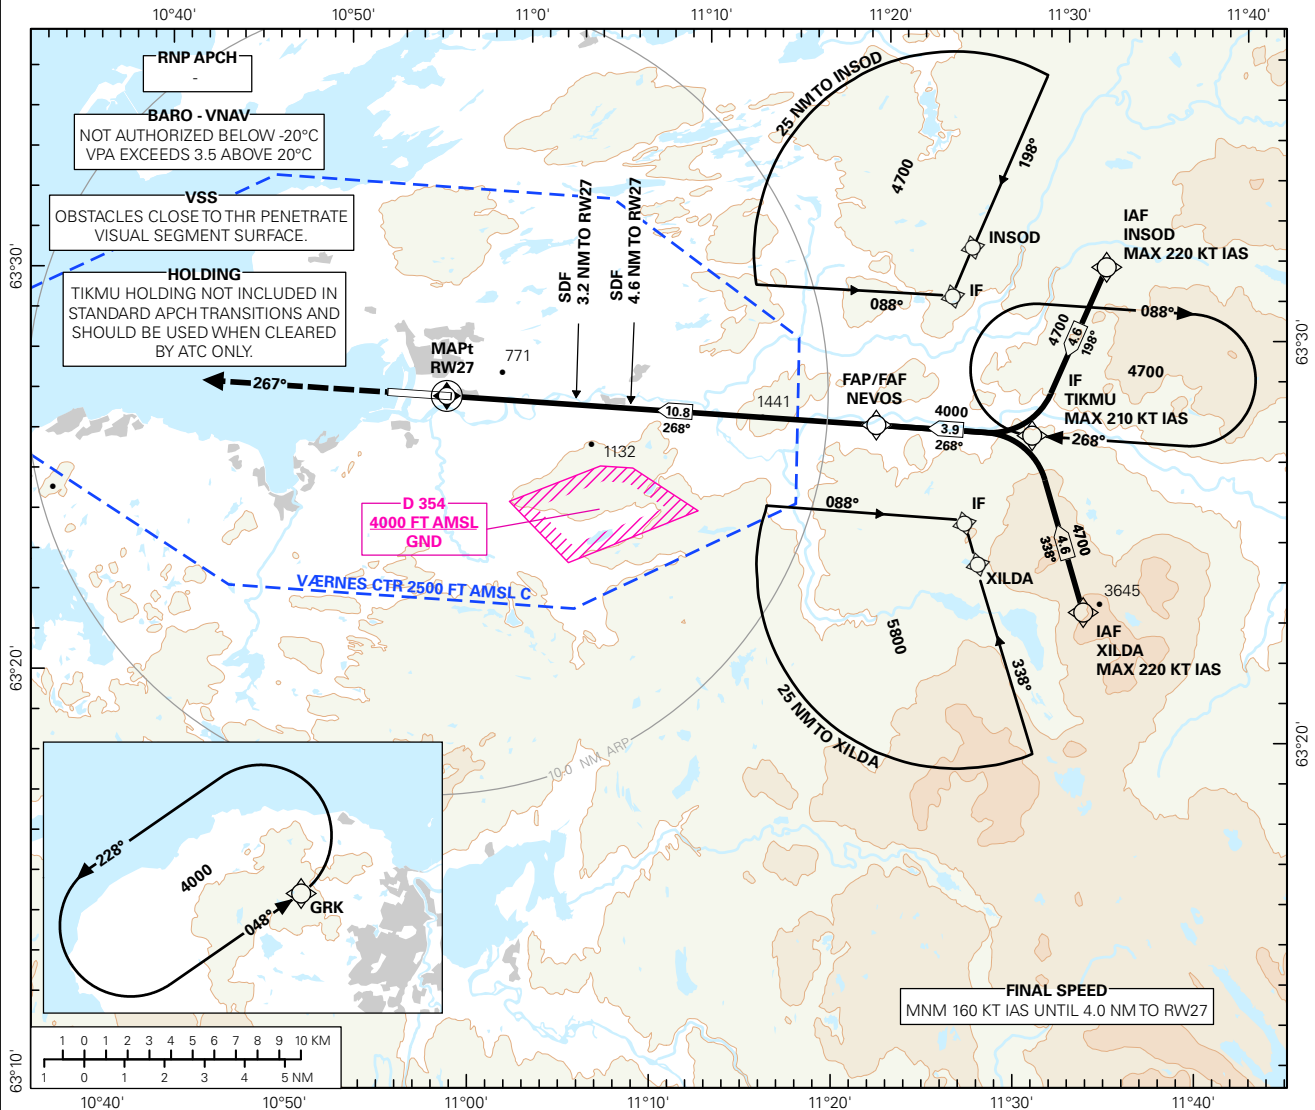 10°40' 10°50' 11°0' 11°10' 11°20' 11°30' 11°40'
RNP APCH
-
BARO - VNAV
NOT AUTHORIZED BELOW -20°C
VPA EXCEEDS 3.5 ABOVE 20°C
VSS
OBSTACLES CLOSE TO THR PENETRATE
VISUAL SEGMENT SURFACE.
HOLDING
TIKMU HOLDING NOT INCLUDED IN
STANDARD APCH TRANSITIONS AND
SHOULD BE USED WHEN CLEARED
BY ATC ONLY.
63°30'
63°20'
63°10'
25 NM TO INSOD
4700
198°
INSOD
IF
088°
IAF
INSOD
MAX 220 KT IAS
SDF
3.2 NM TO RW27
SDF
4.6 NM TO RW27
63°30'
088°
4700
4.6
198°
4700
IF
TIKMU
MAX 210 KT IAS
268°
MAPt
RW27
771
267°
FAP/FAF
NEVOS
1441
10.8
268°
4000
3.9
268°
1132
D 354
4000 FT AMSL
GND
VÆRNES CTR 2500 FT AMSL C
088°
IF
XILDA
4700
4.6
338°
3645
IAF
XILDA
MAX 220 KT IAS
5800
338°
25 NM TO XILDA
10.0 NM ARP
63°20'
228°
4000
048°
GRK
FINAL SPEED
MNM 160 KT IAS UNTIL 4.0 NM TO RW27
1 0 1 2 3 4 5 6 7 8 9 10 KM
1 0 1 2 3 4 5 NM
10°40' 10°50' 11°00' 11°10' 11°20' 11°30' 11°40'